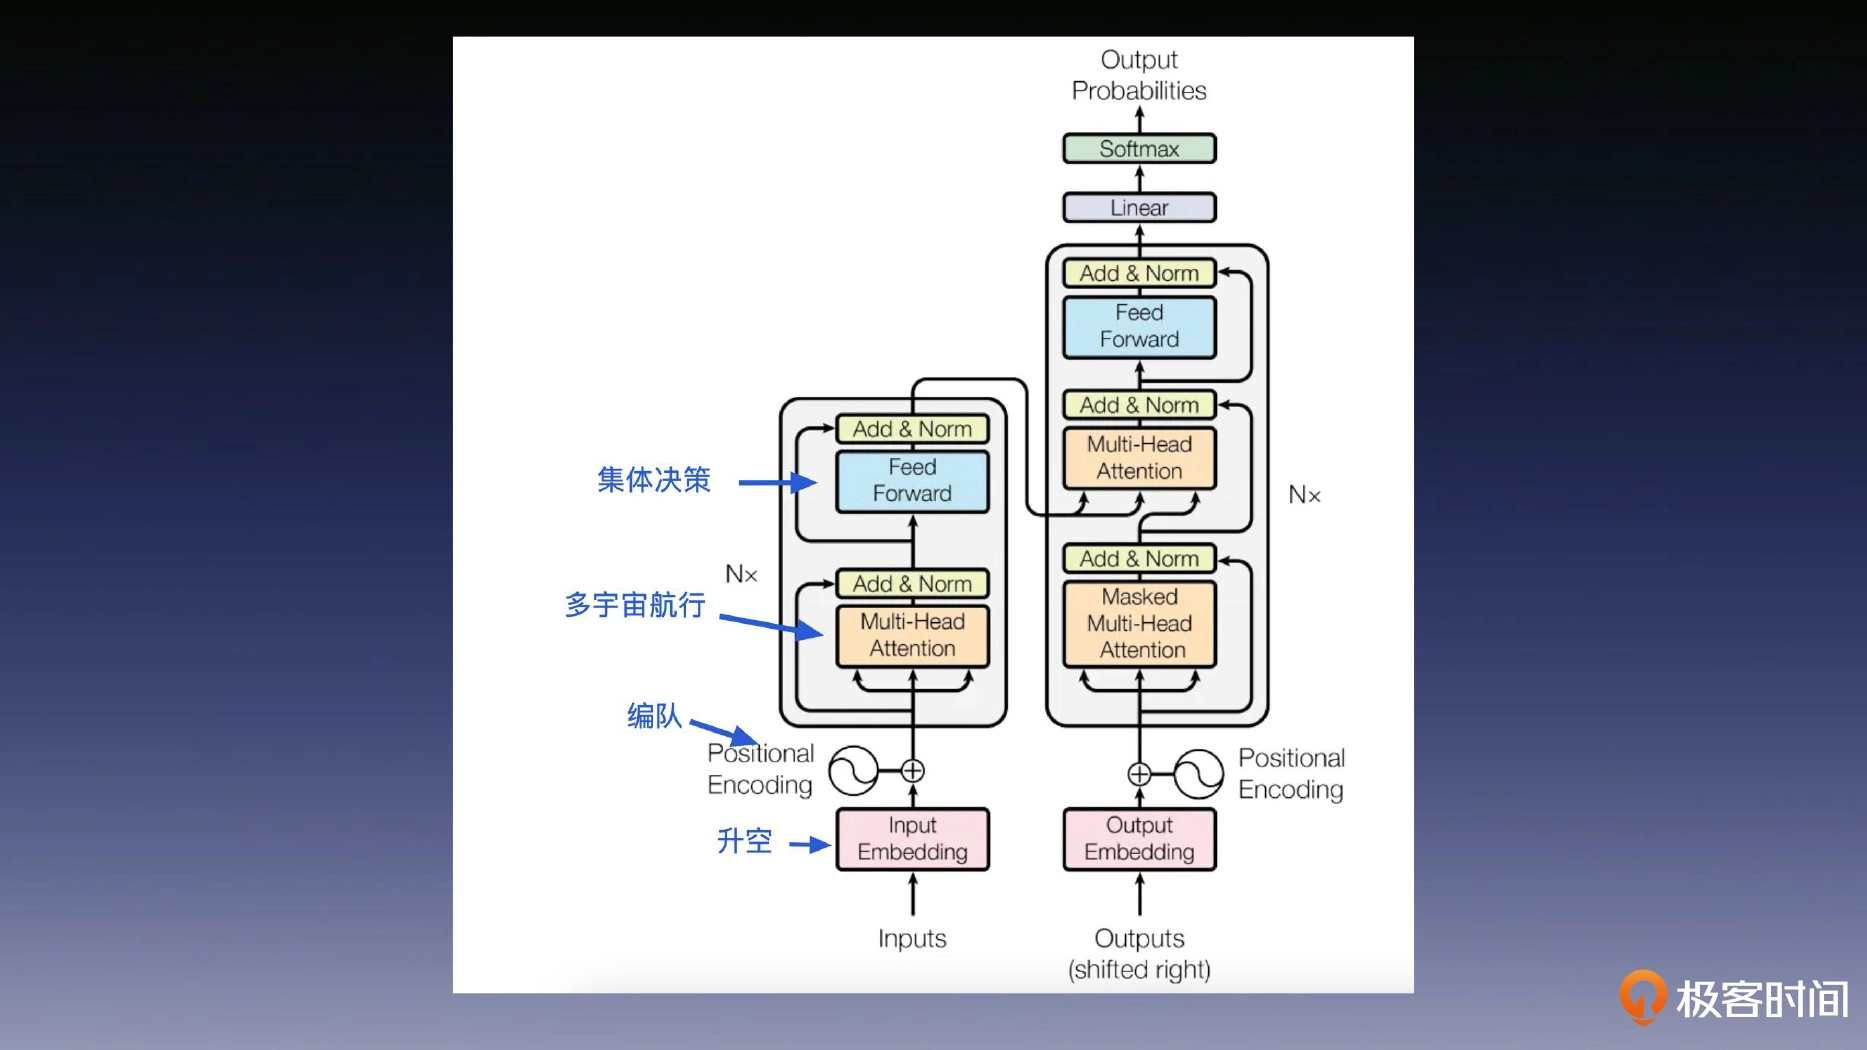 Output
Probabilities
Softmax
Linear
Add & Norm
Feed
Forward
Add & Norm
Multi-Head
Attention
Nx
Add & Norm
Masked
Multi-Head
Attention
Positional
Encoding
Output
Embedding
Outputs
(shifted right)
Add & Norm
集体决策
Feed
Forward
Nx
Add & Norm
多宇宙航行
Multi-Head
Attention
编队
Positional
Encoding
升空
Input
Embedding
Inputs
极客时间